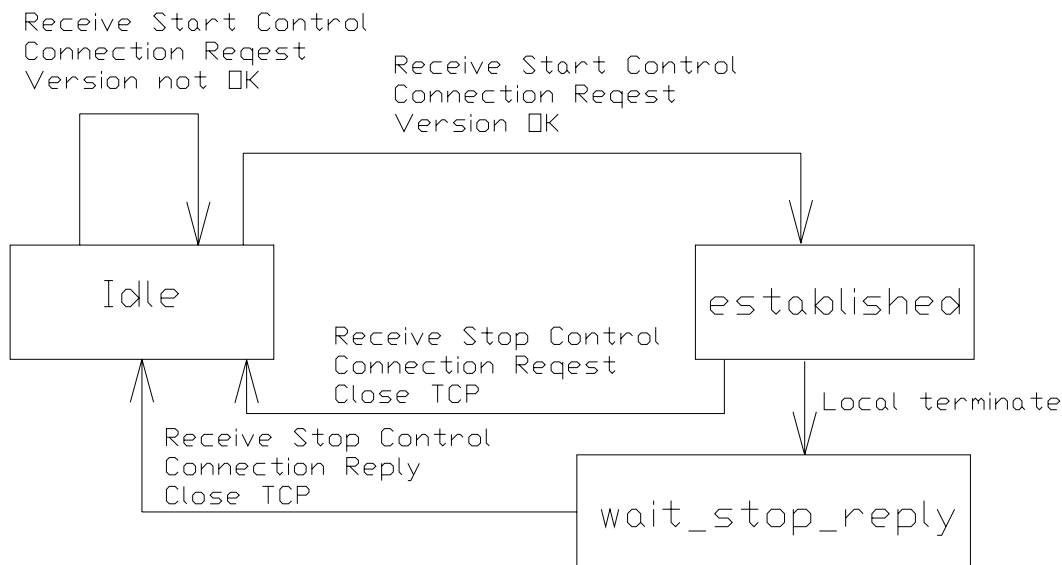 Receive Start Control
Connection Reqest
Version not OK
Receive Start Control
Connection Reqest
Version OK
Idle
established
Receive Stop Control
Connection Reqest
Close TCP
Local terminate
Receive Stop Control
Connection Reply
Close TCP
wait_stop_reply